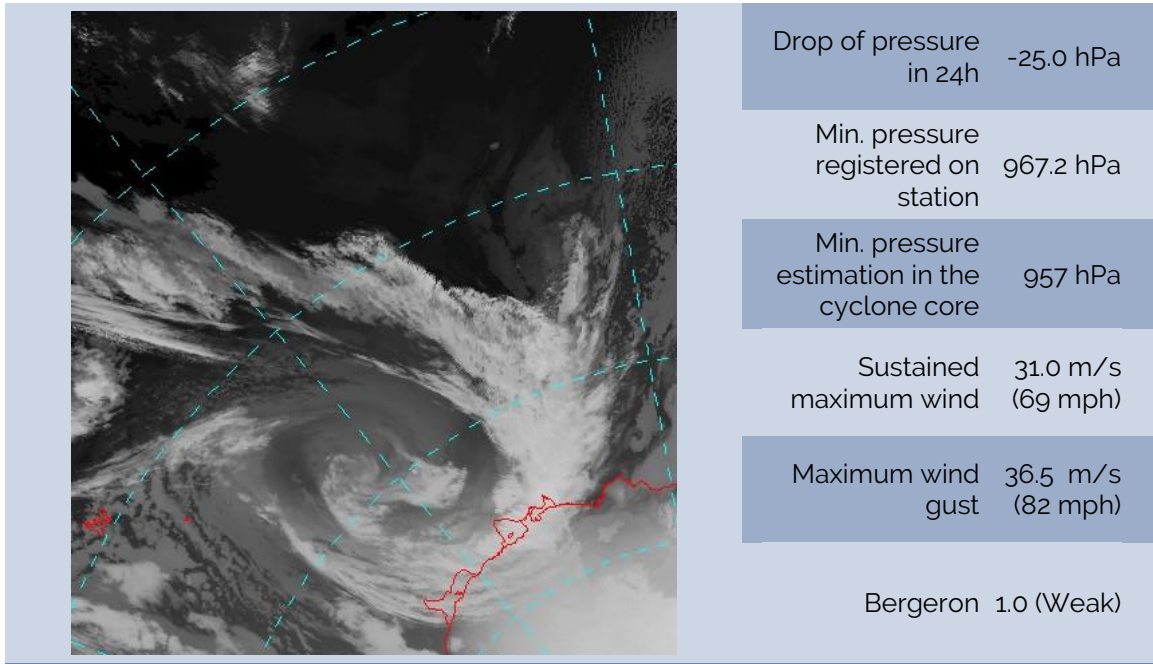 Drop of pressure
in 24h
-25.0 hPa
Min. pressure
registered on
station
967.2 hPa
Min. pressure
estimation in the
cyclone core
957 hPa
Sustained
maximum wind
31.0 m/s
(69 mph)
Maximum wind
gust
36.5 m/s
(82 mph)
Bergeron
1.0 (Weak)